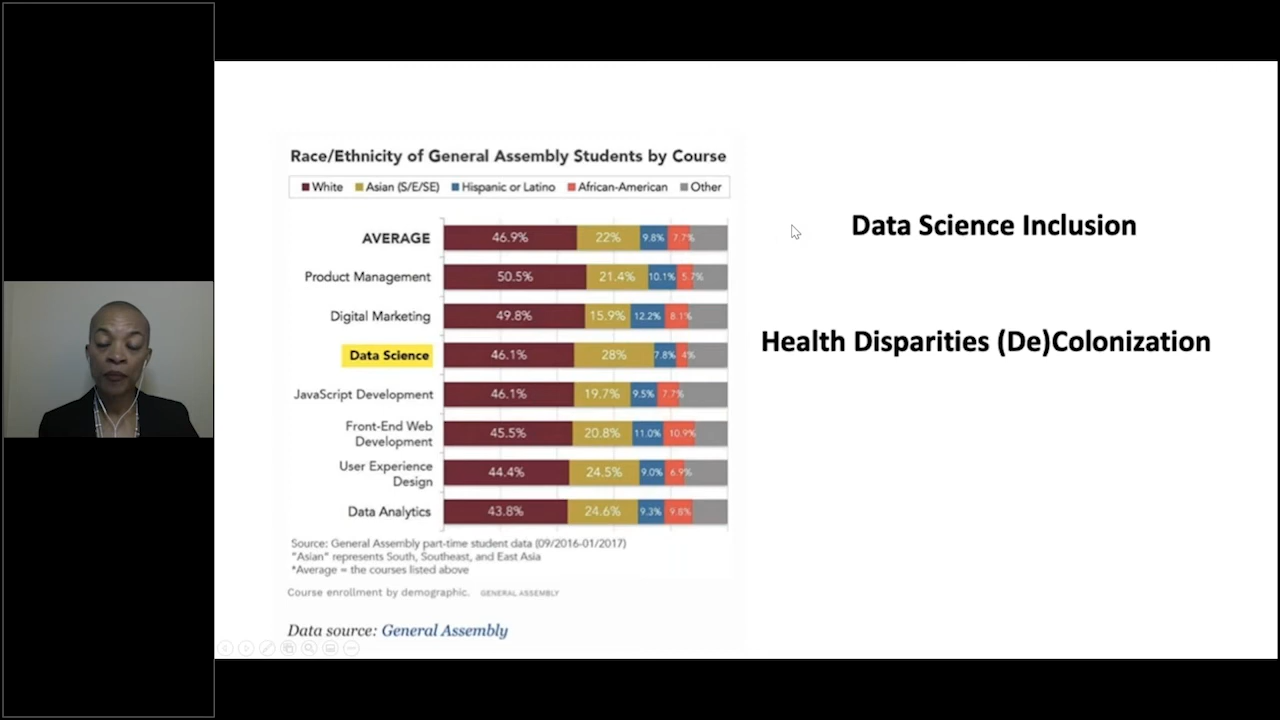 Race/Ethnicity of General Assembly Students by Course
White Asian (S/E/SE) Hispanic or Latino African-American Other
AVERAGE 46.9% 22% 9.8% 7.7%
Product Management 50.5% 21.4% 10.1% 5.7%
Digital Marketing 49.8% 15.9% 12.2% 8.1%
Data Science 46.1% 28% 7.8% 4%
JavaScript Development 46.1% 19.7% 9.5% 7.7%
Front-End Web
Development 45.5% 20.8% 11.0% 10.9%
User Experience
Design 44.4% 24.5% 9.0% 6.9%
Data Analytics 43.8% 24.6% 9.3% 9.8%
Source: General Assembly part-time student data (09/2016-01/2017)
"Asian" represents South, Southeast, and East Asia
*Average = the courses listed above
Course enrollment by demographic. GENERAL ASSEMBLY
Data source: General Assembly
Data Science Inclusion
Health Disparities (De)Colonization